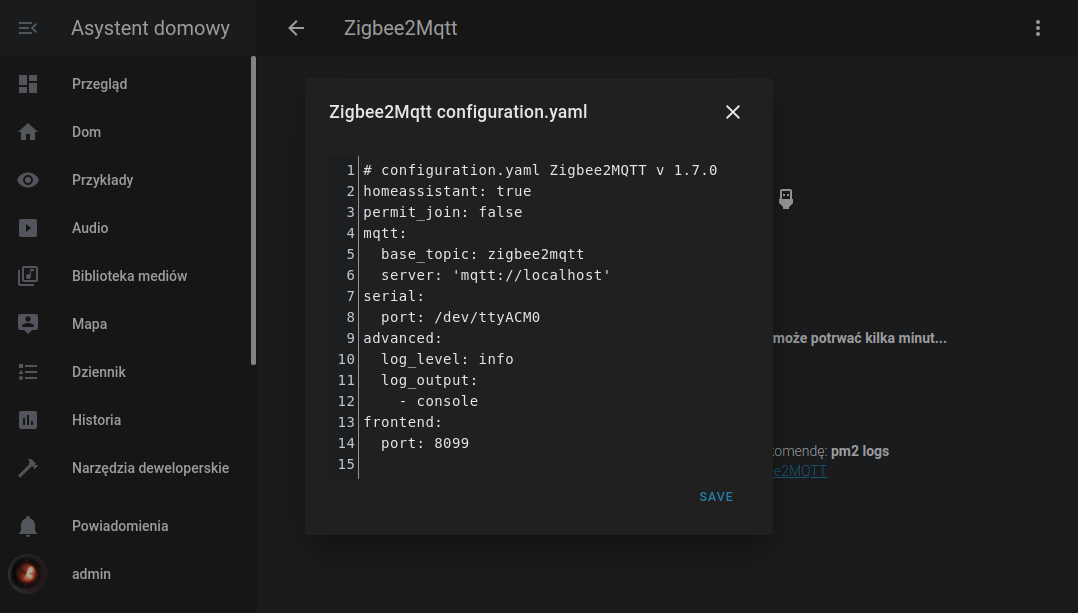 Asystent domowy
Zigbee2Mqtt
Przegląd
Dom
Przykłady
Audio
Biblioteka mediów
Mapa
Dziennik
Historia
Narzędzia deweloperskie
Powiadomienia
admin
Zigbee2Mqtt configuration.yaml
1 # configuration.yaml Zigbee2MQTT v 1.7.0
2 homeassistant: true
3 permit_join: false
4 mqtt:
5   base_topic: zigbee2mqtt
6   server: 'mqtt://localhost'
7 serial:
8   port: /dev/ttyACM0
9 advanced:
10   log_level: info
11   log_output:
12     - console
13 frontend:
14   port: 8099
15
SAVE
może potrwać kilka minut...
omendę: pm2 logs
e2MQTT